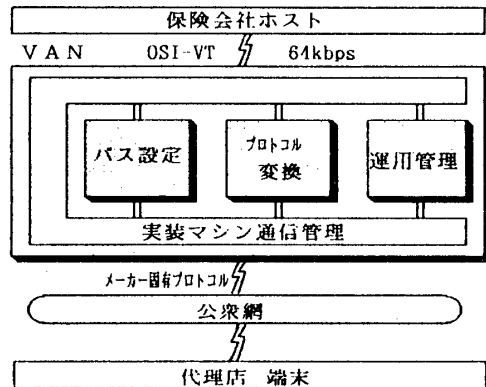 保険会社ホスト
VAN OSI-VT 64kbps
パス設定
プロトコル
変換
運用管理
実装マシン通信管理
メーカー固有プロトコル
公衆網
代理店 端末